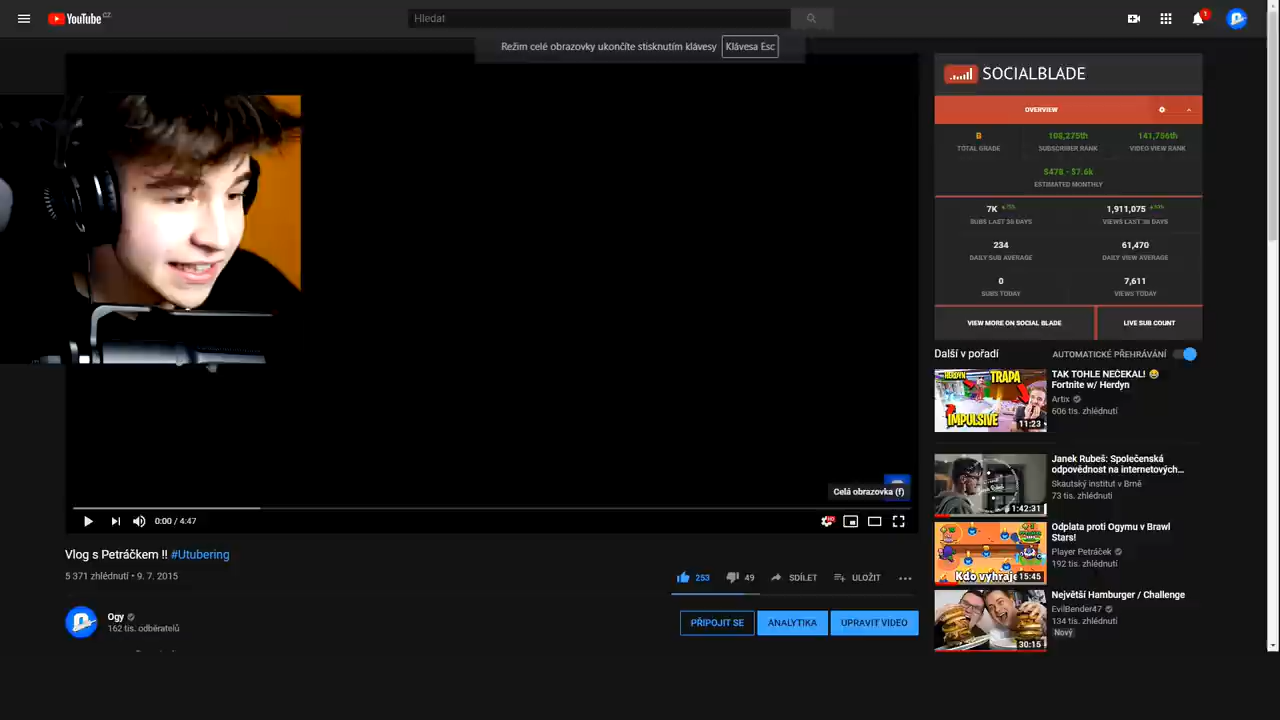 YouTube CZ
Hledat
1
Režim celé obrazovky ukončíte stisknutím klávesy Klávesa Esc
SOCIALBLADE
OVERVIEW
B 108,275th 141,756th
TOTAL GRADE SUBSCRIBER RANK VIDEO VIEW RANK
$478 - $7.6k
ESTIMATED MONTHLY
7K 1,911,075
SUBS LAST 30 DAYS VIEWS LAST 30 DAYS
234 61,470
DAILY SUB AVERAGE DAILY VIEW AVERAGE
0 7,611
SUBS TODAY VIEWS TODAY
VIEW MORE ON SOCIAL BLADE LIVE SUB COUNT
Další v pořadí AUTOMATICKÉ PŘEHRÁVÁNÍ
HERDYN TRAPA
IMPULSIVE
11:23
TAK TOHLE NEČEKAL! 😂
Fortnite w/ Herdyn
Artix
606 tis. zhlédnutí
1:42:31
Janek Rubeš: Společenská
odpovědnost na internetových...
Skautský institut v Brně
73 tis. zhlédnutí
Kdo vyhraje
15:45
Odplata proti Ogymu v Brawl
Stars!
Player Petráček
192 tis. zhlédnutí
30:15
Největší Hamburger / Challenge
EvilBender47
134 tis. zhlédnutí
Nový
Celá obrazovka (f)
0:00 / 4:47
HD
Vlog s Petráčkem !! #Utubering
5 371 zhlédnutí • 9. 7. 2015
253 49 SDÍLET ULOŽIT
Ogy
162 tis. odběratelů
PŘIPOJIT SE ANALYTIKA UPRAVIT VIDEO